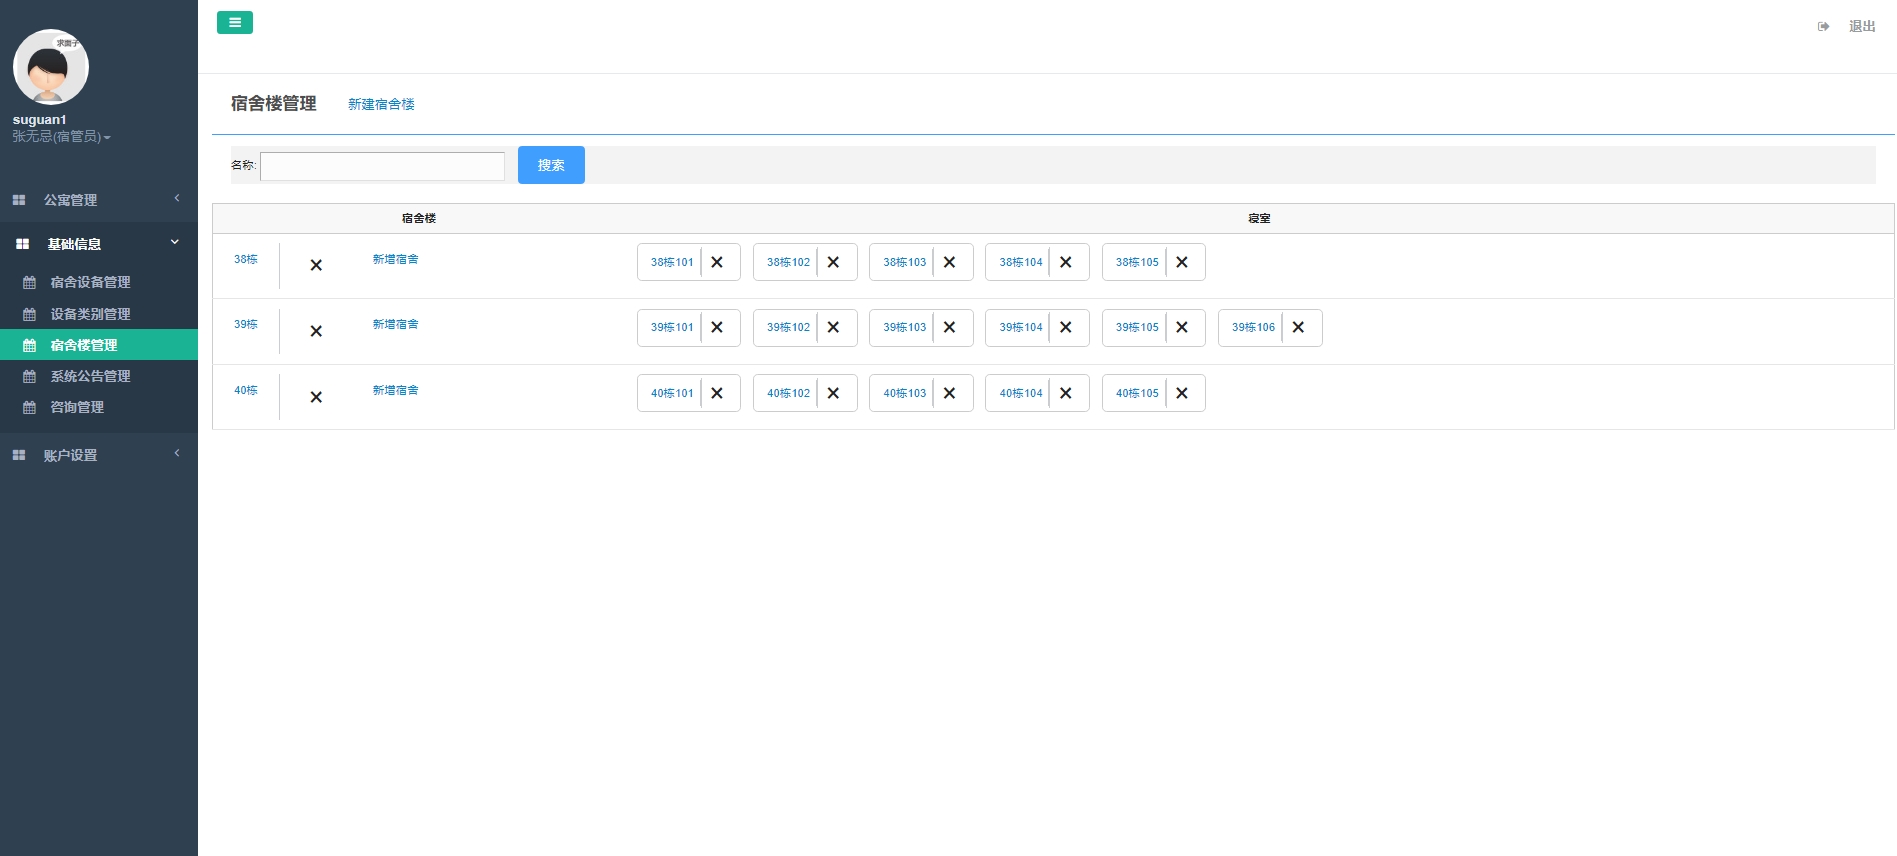 求面子
suguan1
张无忌(宿管员)
公寓管理
基础信息
宿舍设备管理
设备类别管理
宿舍楼管理
系统公告管理
咨询管理
账户设置
退出
宿舍楼管理 新建宿舍楼
名称: 搜索
宿舍楼 寝室
38栋 × 新增宿舍 38栋101 × 38栋102 × 38栋103 × 38栋104 × 38栋105 ×
39栋 × 新增宿舍 39栋101 × 39栋102 × 39栋103 × 39栋104 × 39栋105 × 39栋106 ×
40栋 × 新增宿舍 40栋101 × 40栋102 × 40栋103 × 40栋104 × 40栋105 ×